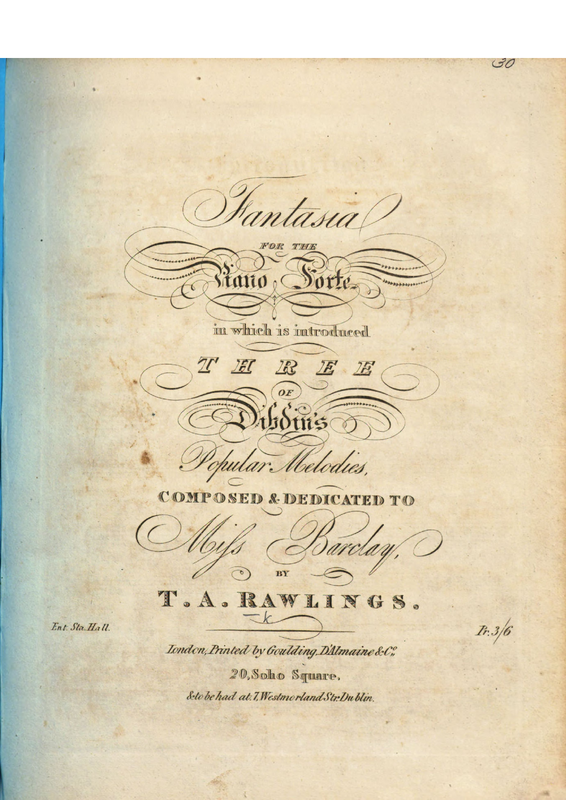 30
Fantasia
FOR THE
Piano Forte.
in which is introduced
THREE
OF
Dibdin's
Popular Melodies,
COMPOSED & DEDICATED TO
Miſs Barclay,
BY
T. A. RAWLINGS.
Ent. Sta. Hall. Pr. 3/6
London, Printed by Goulding, D'Almaine & Co.
20, Soho Square.
& to be had at 7, Westmorland Str. Dublin.